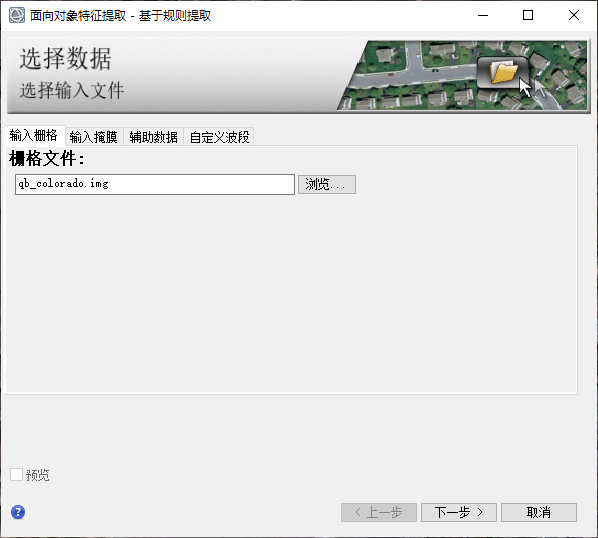 面向对象特征提取 - 基于规则提取
选择数据
选择输入文件
输入栅格 输入掩膜 辅助数据 自定义波段
栅格文件:
qb_colorado.img 浏览...
预览
< 上一步 下一步 > 取消